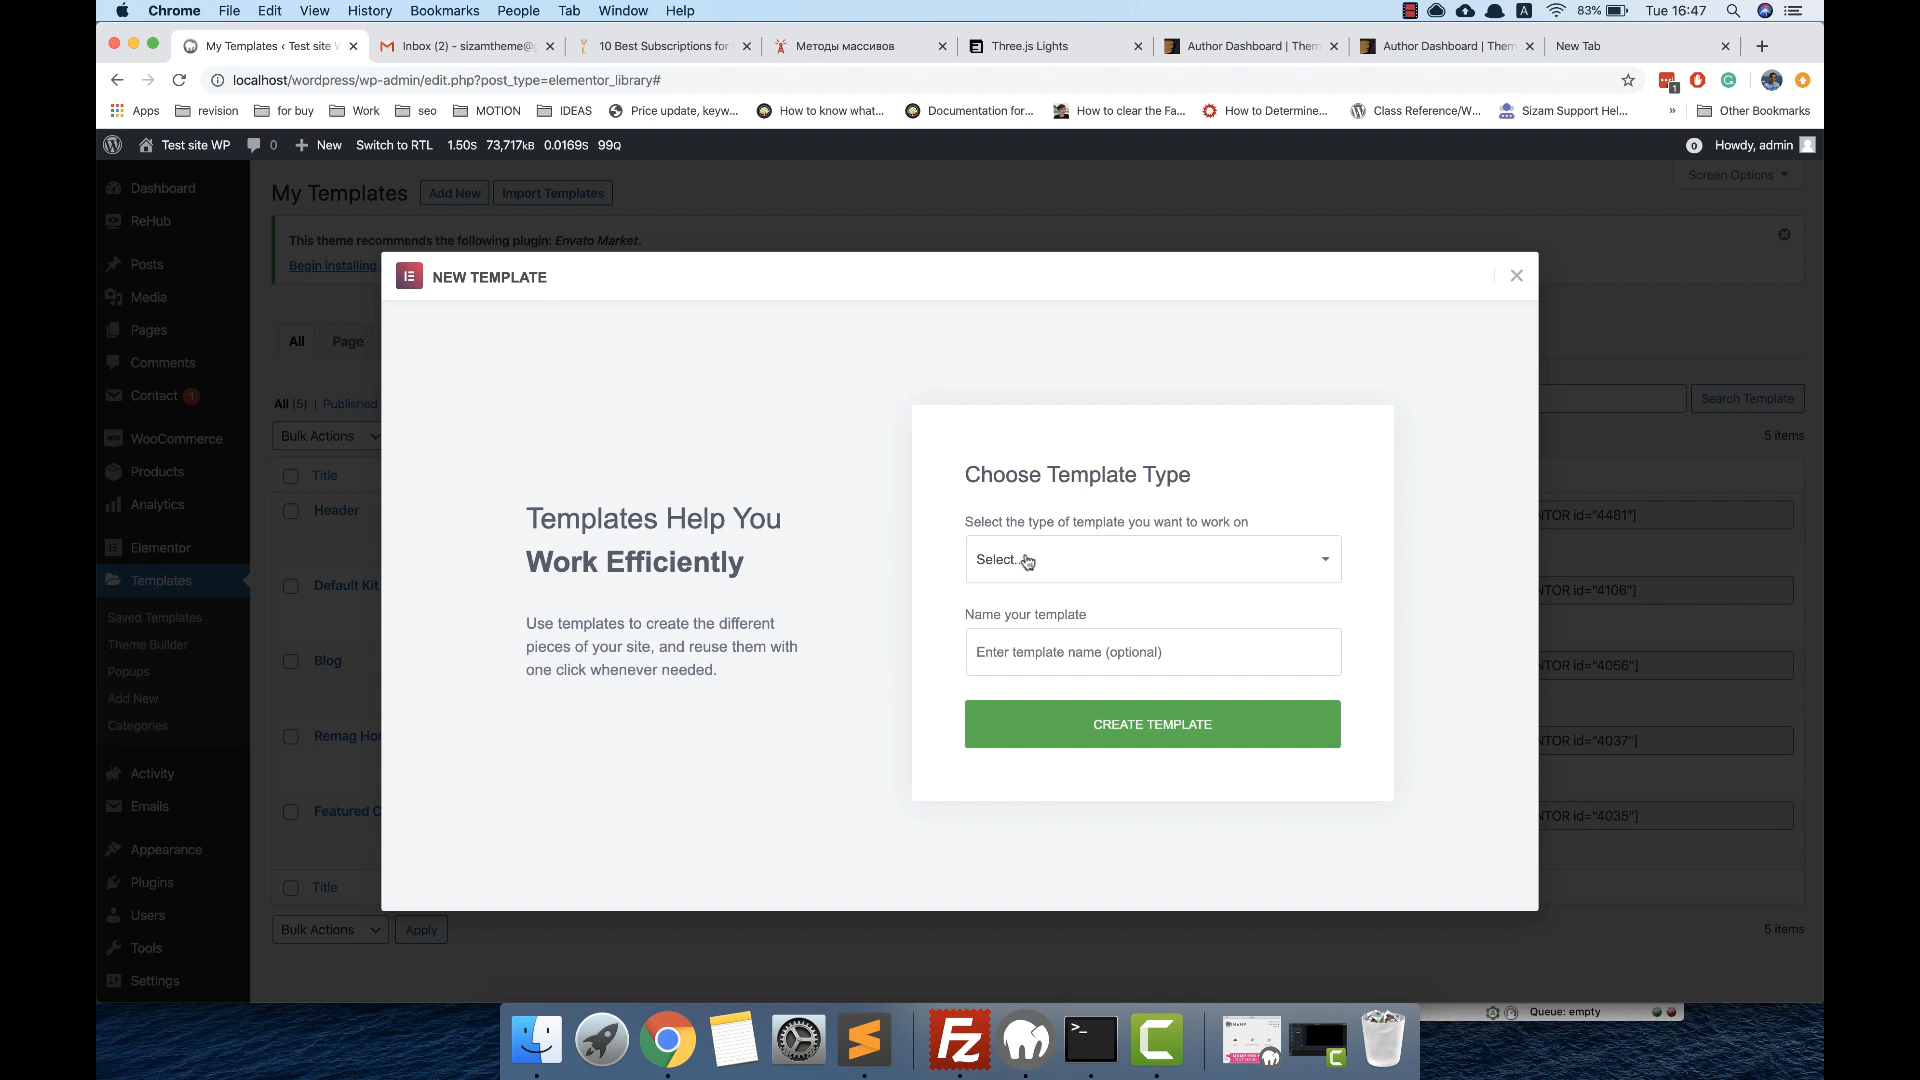 Chrome File Edit View History Bookmarks People Tab Window Help
A 83% Tue 16:47
My Templates ‹ Test site W
Inbox (2) - sizamtheme@g
10 Best Subscriptions for
Методы массивов
Three.js Lights
Author Dashboard | Them
Author Dashboard | Them
New Tab
localhost/wordpress/wp-admin/edit.php?post_type=elementor_library#
1
Apps revision for buy Work seo MOTION IDEAS Price update, keyw... How to know what... Documentation for... How to clear the Fa... How to Determine... Class Reference/W... Sizam Support Hel... » Other Bookmarks
Test site WP 0 New Switch to RTL 1.50S 73,717kB 0.0169S 99Q
0 Howdy, admin
Dashboard
ReHub
Posts
Media
Pages
Comments
Contact 1
WooCommerce
Products
Analytics
Elementor
Templates
Saved Templates
Theme Builder
Popups
Add New
Categories
Activity
Emails
Appearance
Plugins
Users
Tools
Settings
My Templates Add New Import Templates
Screen Options
This theme recommends the following plugin: Envato Market.
Begin installing
All Page
All (5) | Published
Search Template
Bulk Actions
5 items
Title
Header
NTOR id="4481"]
Default Kit
NTOR id="4106"]
Blog
NTOR id="4056"]
Remag Hor
NTOR id="4037"]
Featured C
NTOR id="4035"]
Title
Bulk Actions Apply
5 items
NEW TEMPLATE
Templates Help You
Work Efficiently
Use templates to create the different
pieces of your site, and reuse them with
one click whenever needed.
Choose Template Type
Select the type of template you want to work on
Select...
Name your template
Enter template name (optional)
CREATE TEMPLATE
Queue: empty